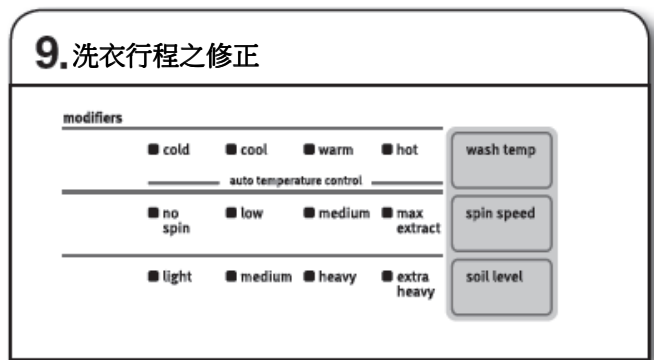 9. 洗衣行程之修正
modifiers
cold cool warm hot wash temp
auto temperature control
no spin low medium max extract spin speed
light medium heavy extra heavy soil level